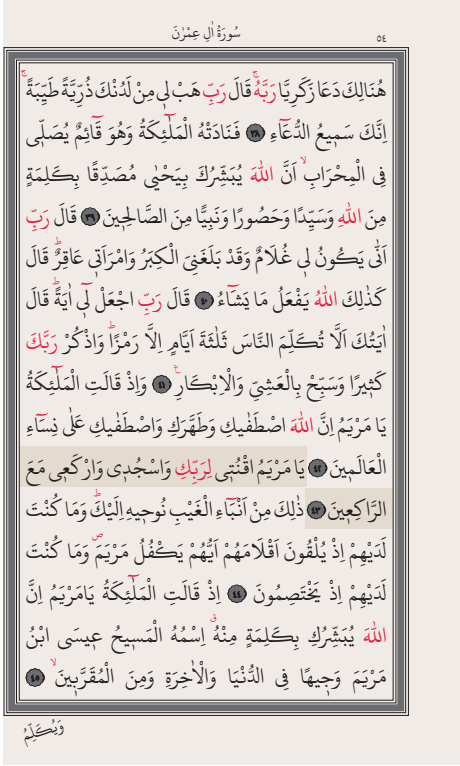 سُورَةُ اٰلِ عِمْرٰنَ ٥٤
هُنَالِكَ دَعَا زَكَرِيَّا رَبَّهُۚ قَالَ رَبِّ هَبْ لٖى مِنْ لَدُنْكَ ذُرِّيَّةً طَيِّبَةًۚ
اِنَّكَ سَمٖيعُ الدُّعَٓاءِ ٣٨ فَنَادَتْهُ الْمَلٰٓئِكَةُ وَهُوَ قَٓائِمٌ يُصَلّٖى
فِى الْمِحْرَابِۙ اَنَّ اللّٰهَ يُبَشِّرُكَ بِيَحْيٰى مُصَدِّقًا بِكَلِمَةٍ
مِنَ اللّٰهِ وَسَيِّدًا وَحَصُورًا وَنَبِيًّا مِنَ الصَّالِحٖينَ ٣٩ قَالَ رَبِّ
اَنّٰى يَكُونُ لٖى غُلَامٌ وَقَدْ بَلَغَنِىَ الْكِبَرُ وَامْرَاَتٖى عَاقِرٌؕ قَالَ
كَذٰلِكَ اللّٰهُ يَفْعَلُ مَا يَشَٓاءُ ٤٠ قَالَ رَبِّ اجْعَلْ لٖٓى اٰيَةًؕ قَالَ
اٰيَتُكَ اَلَّا تُكَلِّمَ النَّاسَ ثَلٰثَةَ اَيَّامٍ اِلَّا رَمْزًاؕ وَاذْكُرْ رَبَّكَ
كَثٖيرًا وَسَبِّحْ بِالْعَشِىِّ وَالْاِبْكَارِࣖ ٤١ وَاِذْ قَالَتِ الْمَلٰٓئِكَةُ
يَا مَرْيَمُ اِنَّ اللّٰهَ اصْطَفٰيكِ وَطَهَّرَكِ وَاصْطَفٰيكِ عَلٰى نِسَٓاءِ
الْعَالَمٖينَ ٤٢ يَا مَرْيَمُ اقْنُتٖى لِرَبِّكِ وَاسْجُدٖى وَارْكَعٖى مَعَ
الرَّاكِعٖينَ ٤٣ ذٰلِكَ مِنْ اَنْبَٓاءِ الْغَيْبِ نُوحٖيهِ اِلَيْكَؕ وَمَا كُنْتَ
لَدَيْهِمْ اِذْ يُلْقُونَ اَقْلَامَهُمْ اَيُّهُمْ يَكْفُلُ مَرْيَمَࣕ وَمَا كُنْتَ
لَدَيْهِمْ اِذْ يَخْتَصِمُونَ ٤٤ اِذْ قَالَتِ الْمَلٰٓئِكَةُ يَامَرْيَمُ اِنَّ
اللّٰهَ يُبَشِّرُكِ بِكَلِمَةٍ مِنْهُࣗ اِسْمُهُ الْمَسٖيحُ عٖيسَى ابْنُ
مَرْيَمَ وَجٖيهًا فِى الدُّنْيَا وَالْاٰخِرَةِ وَمِنَ الْمُقَرَّبٖينَۙ ٤٥
وَيُكَلِّمُ